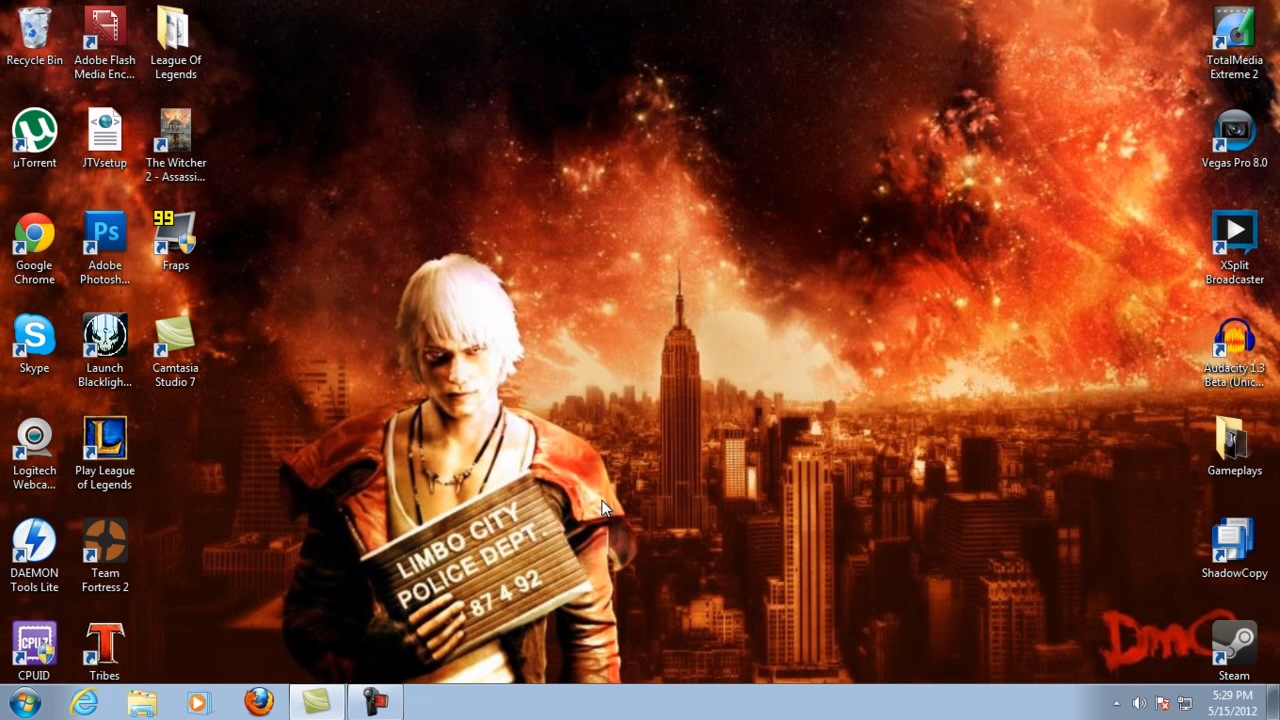 Recycle Bin
Adobe Flash
Media Enc...
League Of
Legends
µTorrent
JTVsetup
The Witcher
2 - Assassi...
Google
Chrome
Ps
Adobe
Photosh...
99
Fraps
S
Skype
Launch
Blackligh...
Camtasia
Studio 7
Logitech
Webca...
L
Play League
of Legends
DAEMON
Tools Lite
Team
Fortress 2
CPU-Z
CPUID
T
Tribes
LIMBO CITY
POLICE DEPT.
87 4 92
DmC
TotalMedia
Extreme 2
Vegas Pro 8.0
XSplit
Broadcaster
Audacity 1.3
Beta (Unic...
Gameplays
ShadowCopy
Steam
5:29 PM
5/15/2012